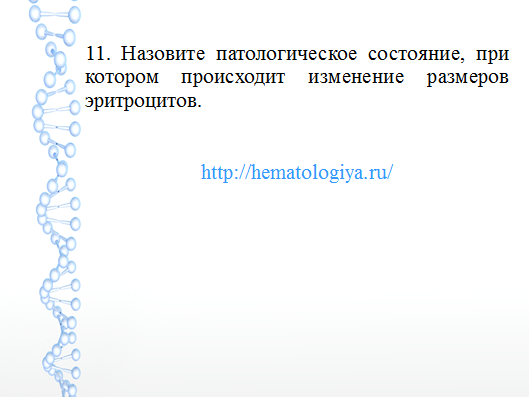 11. Назовите патологическое состояние, при
котором происходит изменение размеров
эритроцитов.
http://hematologiya.ru/